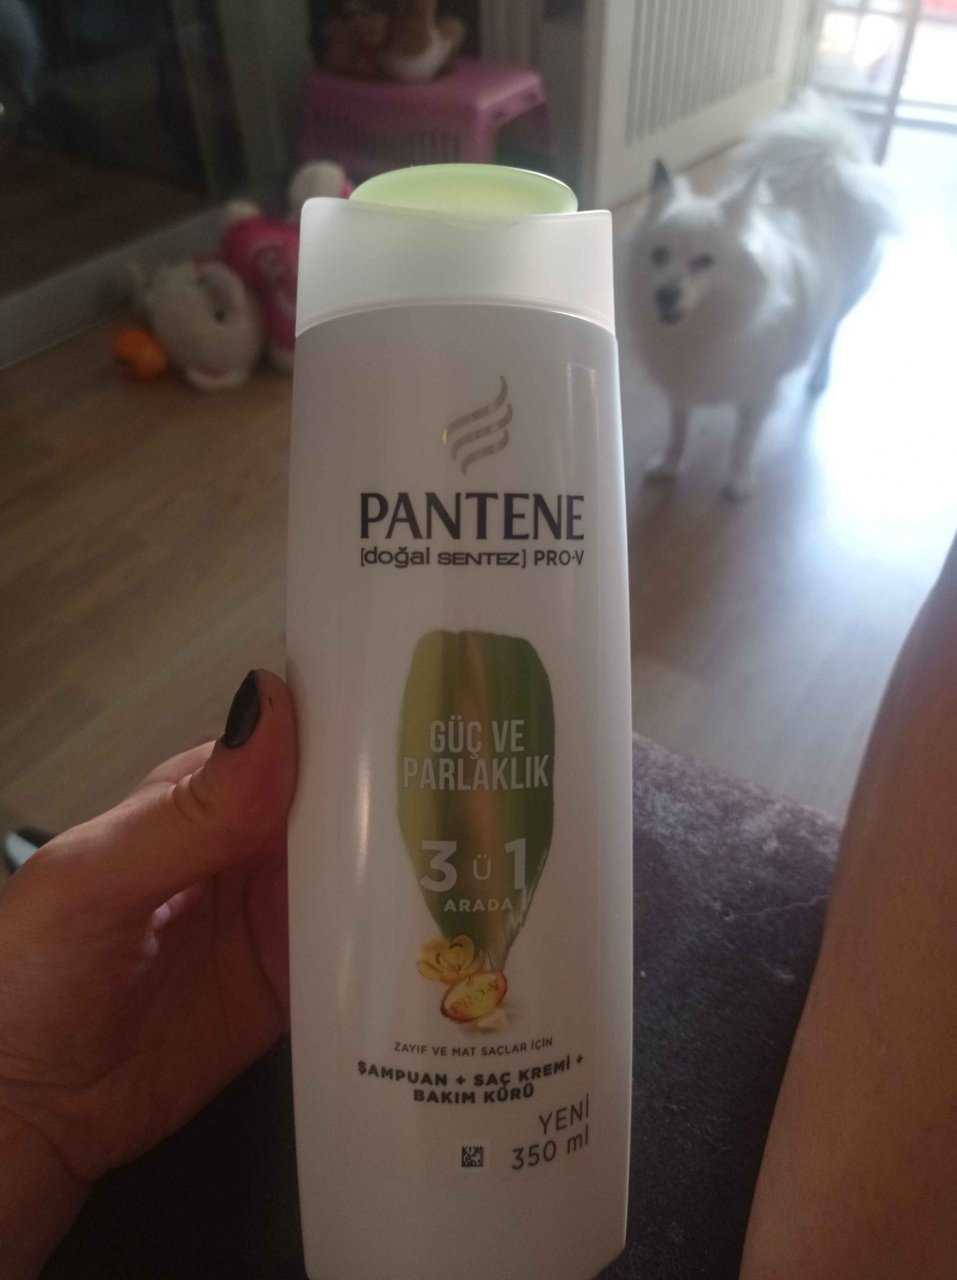 PANTENE
[doğal SENTEZ] PRO-V
GÜÇ VE
PARLAKLIK
3 Ü 1
ARADA
ZAYIF VE MAT SAÇLAR İÇİN
ŞAMPUAN + SAÇ KREMİ +
BAKIM KÜRÜ
YENİ
350 ml